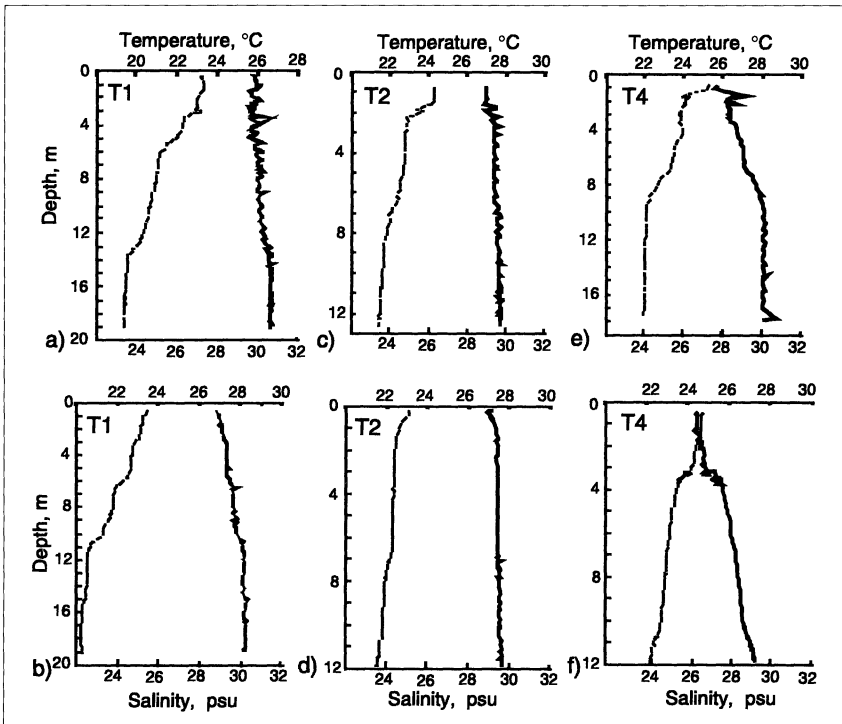 Temperature, °C
20 22 24 26 28
Temperature, °C
22 24 26 28 30
Temperature, °C
22 24 26 28 30
Depth, m
0
4
8
12
16
20
T1
a)
24 26 28 30 32
0
4
8
12
T2
c)
24 26 28 30 32
0
4
8
12
16
T4
e)
24 26 28 30 32
22 24 26 28 30
22 24 26 28 30
22 24 26 28 30
Depth, m
0
4
8
12
16
20
T1
b)
24 26 28 30 32
Salinity, psu
0
4
8
12
T2
d)
24 26 28 30 32
Salinity, psu
0
4
8
12
T4
f)
24 26 28 30 32
Salinity, psu